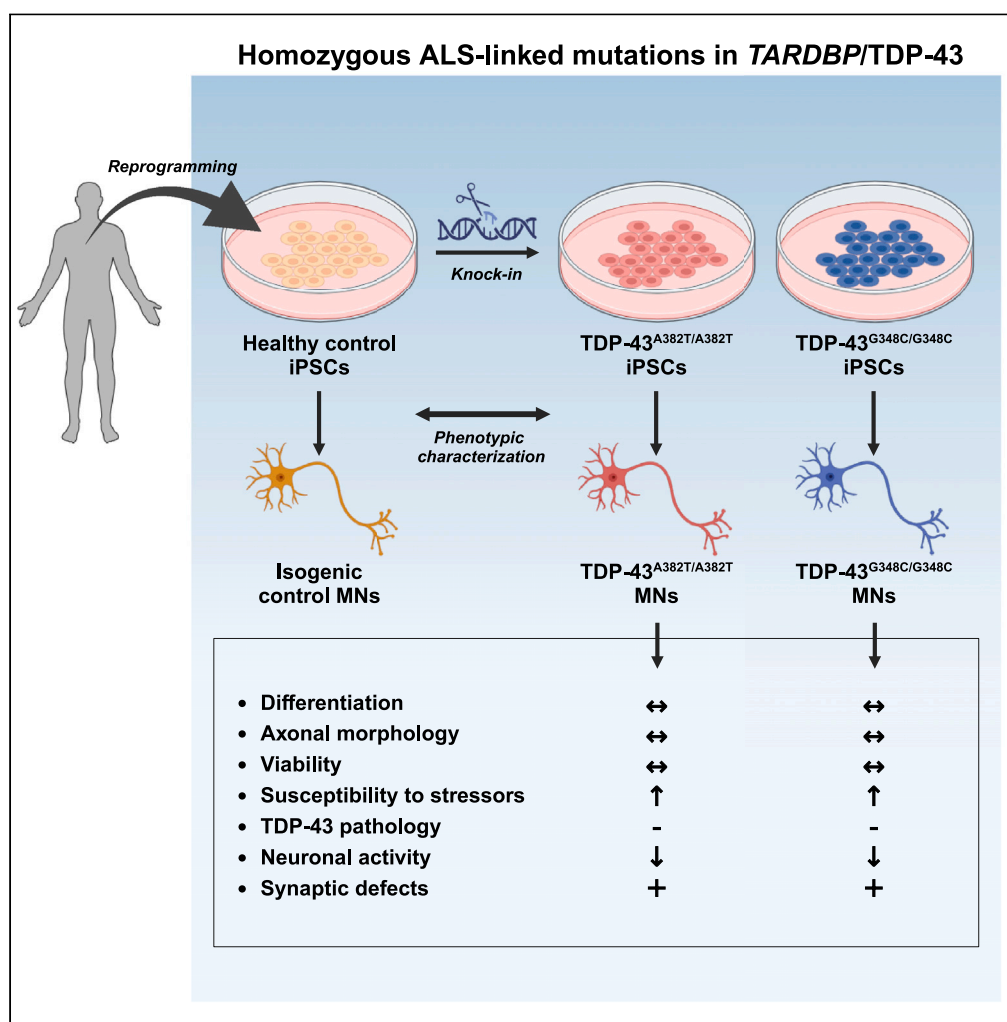 Homozygous ALS-linked mutations in TARDBP/TDP-43
Reprogramming
Knock-in
Healthy control
iPSCs
TDP-43A382T/A382T
iPSCs
TDP-43G348C/G348C
iPSCs
Phenotypic
characterization
Isogenic
control MNs
TDP-43A382T/A382T
MNs
TDP-43G348C/G348C
MNs
• Differentiation ↔ ↔
• Axonal morphology ↔ ↔
• Viability ↔ ↔
• Susceptibility to stressors ↑ ↑
• TDP-43 pathology - -
• Neuronal activity ↓ ↓
• Synaptic defects + +